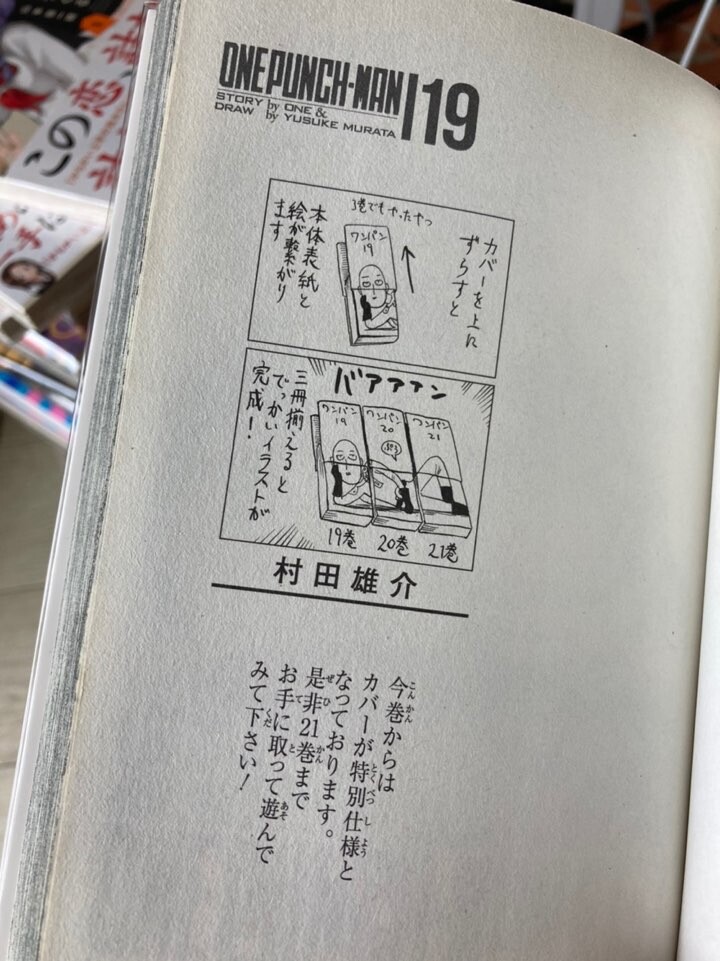 ONEPUNCH-MAN
19
STORY by ONE &
DRAW by YUSUKE MURATA
カバーを上に
ずらすと
3巻でもやったやつ
ワンパン
19
本体表紙と
絵が繋がり
ます
バァァァン
ワンパン
19
ワンパン
20
ワンパン
21
三冊揃えると
でっかいイラストが
完成!
19巻
20巻
21巻
村田雄介
今巻からは
カバーが特別仕様と
なっております。
是非21巻まで
お手に取って遊んで
みて下さい!
この恋